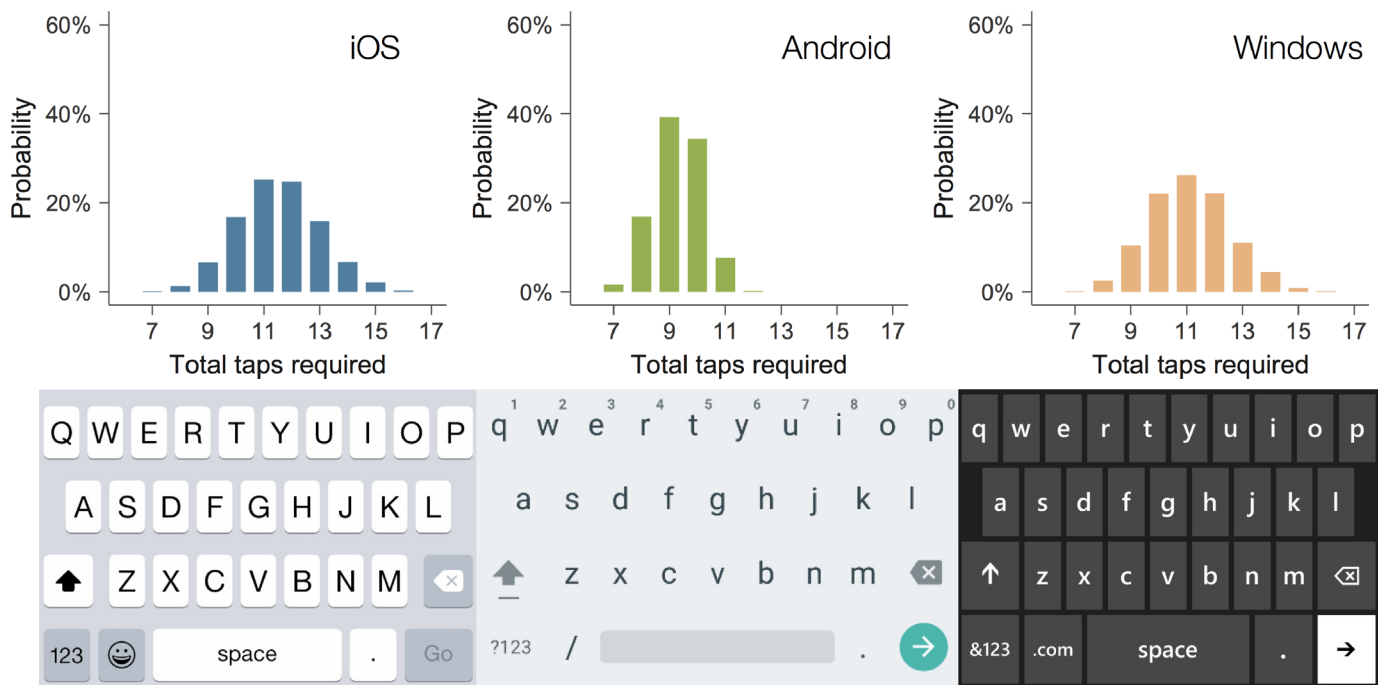 60%
40%
20%
0%
Probability
iOS
7 9 11 13 15 17
Total taps required
60%
40%
20%
0%
Probability
Android
7 9 11 13 15 17
Total taps required
60%
40%
20%
0%
Probability
Windows
7 9 11 13 15 17
Total taps required
Q W E R T Y U I O P
A S D F G H J K L
Z X C V B N M
123 space . Go
1 2 3 4 5 6 7 8 9 0
q w e r t y u i o p
a s d f g h j k l
z x c v b n m
?123 / .
q w e r t y u i o p
a s d f g h j k l
z x c v b n m
&123 .com space .